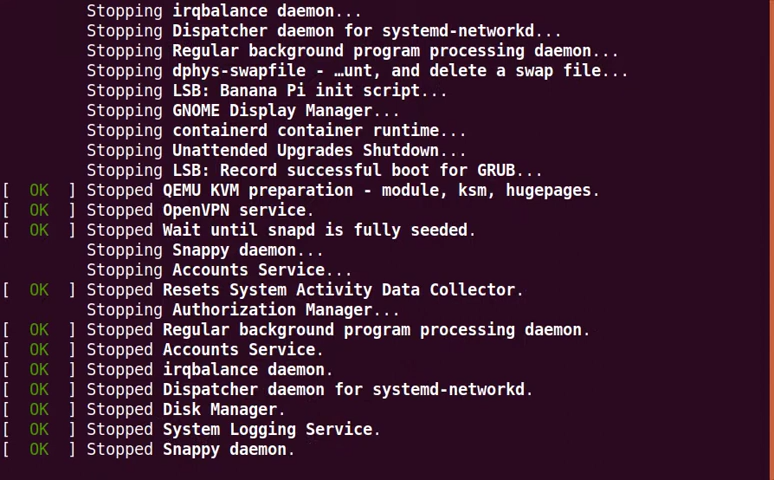 Stopping irqbalance daemon...
Stopping Dispatcher daemon for systemd-networkd...
Stopping Regular background program processing daemon...
Stopping dphys-swapfile - …unt, and delete a swap file...
Stopping LSB: Banana Pi init script...
Stopping GNOME Display Manager...
Stopping containerd container runtime...
Stopping Unattended Upgrades Shutdown...
Stopping LSB: Record successful boot for GRUB...
[  OK  ] Stopped QEMU KVM preparation - module, ksm, hugepages.
[  OK  ] Stopped OpenVPN service.
[  OK  ] Stopped Wait until snapd is fully seeded.
Stopping Snappy daemon...
Stopping Accounts Service...
[  OK  ] Stopped Resets System Activity Data Collector.
Stopping Authorization Manager...
[  OK  ] Stopped Regular background program processing daemon.
[  OK  ] Stopped Accounts Service.
[  OK  ] Stopped irqbalance daemon.
[  OK  ] Stopped Dispatcher daemon for systemd-networkd.
[  OK  ] Stopped Disk Manager.
[  OK  ] Stopped System Logging Service.
[  OK  ] Stopped Snappy daemon.